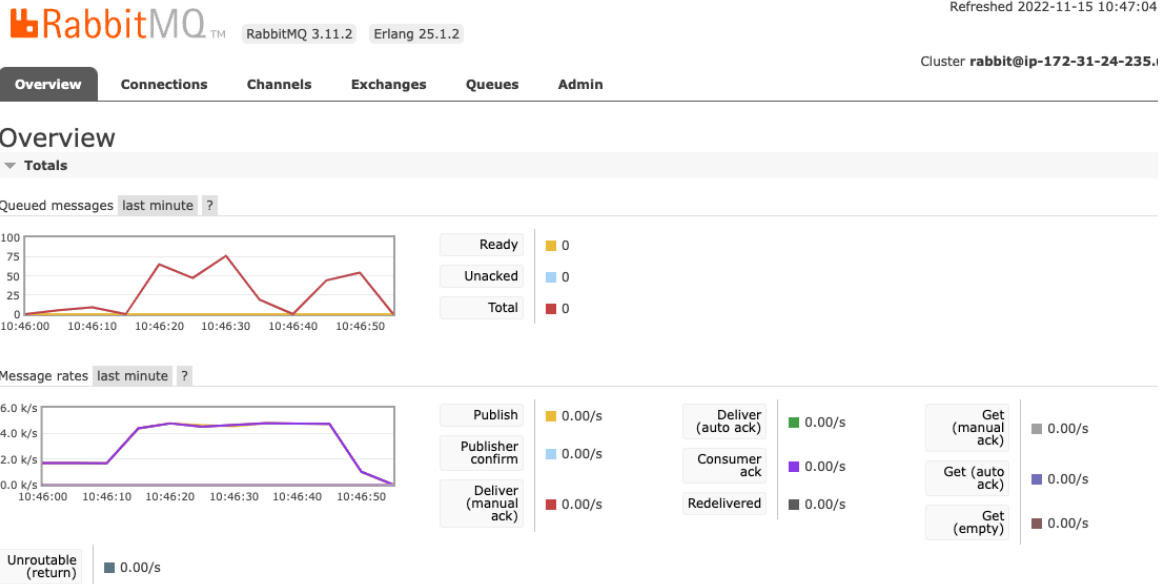 Refreshed 2022-11-15 10:47:04
RabbitMQ TM RabbitMQ 3.11.2 Erlang 25.1.2
Cluster rabbit@ip-172-31-24-235.
Overview Connections Channels Exchanges Queues Admin
Overview
Totals
Queued messages last minute ?
100
75
50
25
0
10:46:00 10:46:10 10:46:20 10:46:30 10:46:40 10:46:50
Ready 0
Unacked 0
Total 0
Message rates last minute ?
6.0 k/s
4.0 k/s
2.0 k/s
0.0 k/s
10:46:00 10:46:10 10:46:20 10:46:30 10:46:40 10:46:50
Publish 0.00/s
Publisher
confirm 0.00/s
Deliver
(manual
ack) 0.00/s
Deliver
(auto ack) 0.00/s
Consumer
ack 0.00/s
Redelivered 0.00/s
Get
(manual
ack) 0.00/s
Get (auto
ack) 0.00/s
Get
(empty) 0.00/s
Unroutable
(return) 0.00/s